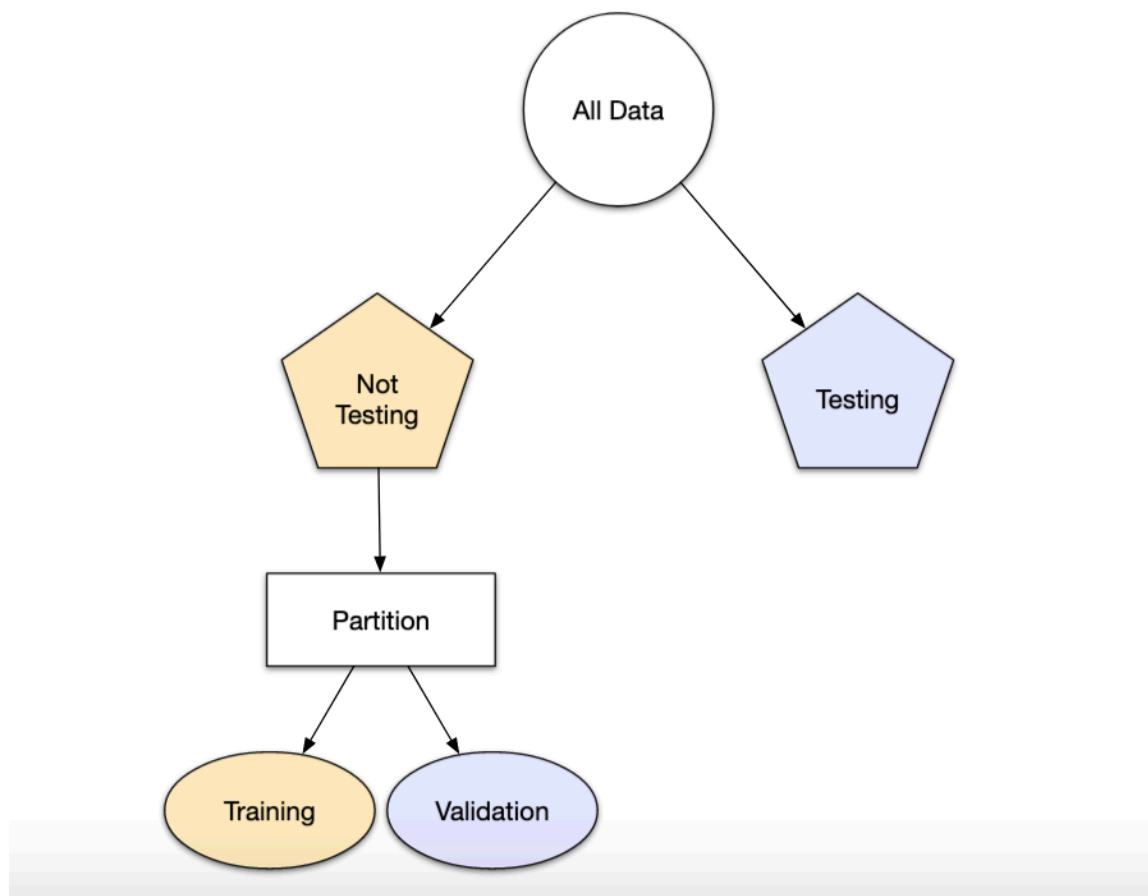 All Data
Not
Testing
Testing
Partition
Training
Validation